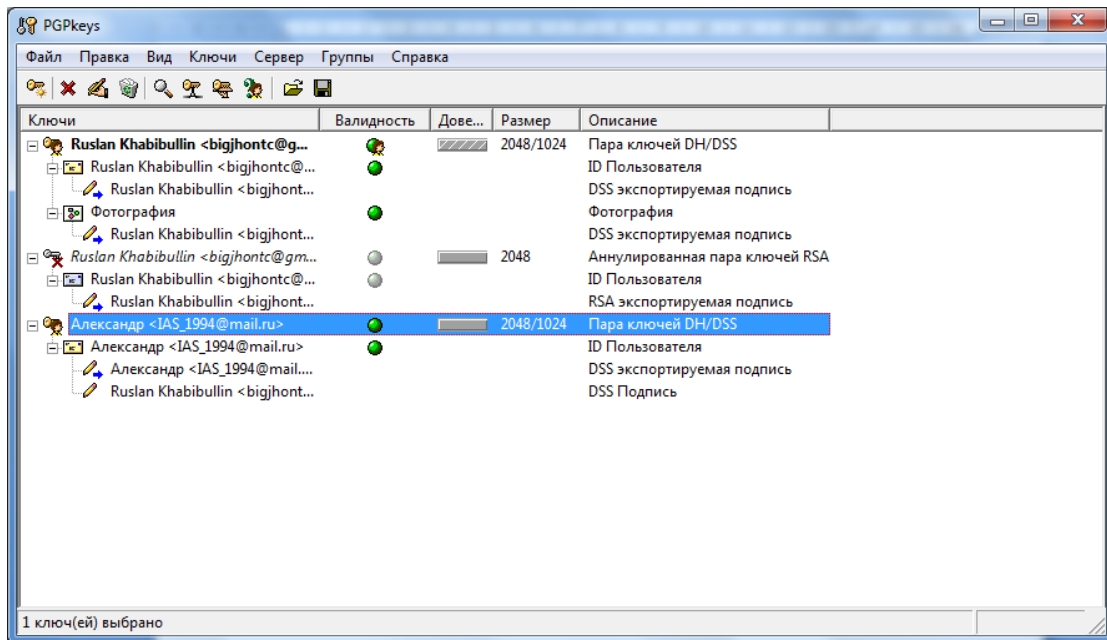 PGPkeys
Файл Правка Вид Ключи Сервер Группы Справка
Ключи Валидность Дове... Размер Описание
Ruslan Khabibullin <bigjhontc@g... 2048/1024 Пара ключей DH/DSS
Ruslan Khabibullin <bigjhontc@... ID Пользователя
Ruslan Khabibullin <bigjhont... DSS экспортируемая подпись
Фотография Фотография
Ruslan Khabibullin <bigjhont... DSS экспортируемая подпись
Ruslan Khabibullin <bigjhontc@gm... 2048 Аннулированная пара ключей RSA
Ruslan Khabibullin <bigjhontc@... ID Пользователя
Ruslan Khabibullin <bigjhont... RSA экспортируемая подпись
Александр <IAS_1994@mail.ru> 2048/1024 Пара ключей DH/DSS
Александр <IAS_1994@mail.ru> ID Пользователя
Александр <IAS_1994@mail.... DSS экспортируемая подпись
Ruslan Khabibullin <bigjhont... DSS Подпись
1 ключ(ей) выбрано